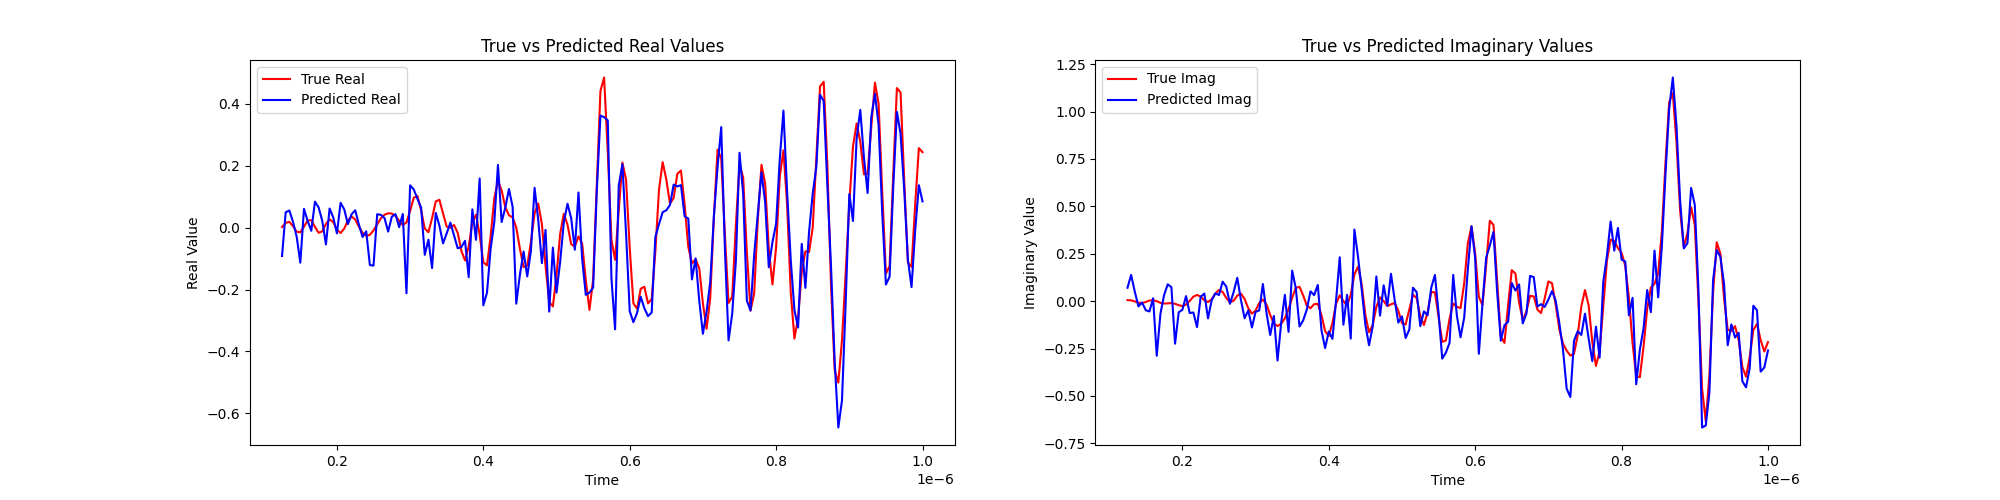 True vs Predicted Real Values
True Real
Predicted Real
Real Value
0.4
0.2
0.0
−0.2
−0.4
−0.6
0.2
0.4
0.6
0.8
1.0
1e−6
Time
True vs Predicted Imaginary Values
True Imag
Predicted Imag
Imaginary Value
1.25
1.00
0.75
0.50
0.25
0.00
−0.25
−0.50
−0.75
0.2
0.4
0.6
0.8
1.0
1e−6
Time